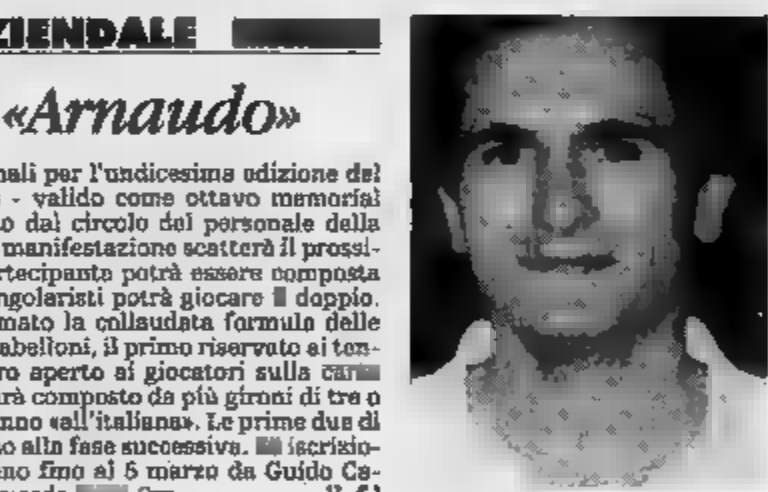 ZIENDALE
«Arnaudo»
nali per l'undicesima edizione del
- valido come ottavo memorial
o dal circolo del personale della
manifestazione scatterà il prossi-
rtecipante potrà essere composta
ngolaristi potrà giocare doppio.
mato la collaudata formula delle
abelloni, il primo riservato ai ten-
ro aperto ai giocatori sulla
rà composto da più gironi di tre o
nno «all'italiana». Le prime due di
o alla fase successiva. iscrizio-
no fino al 5 marzo da Guido Ca-